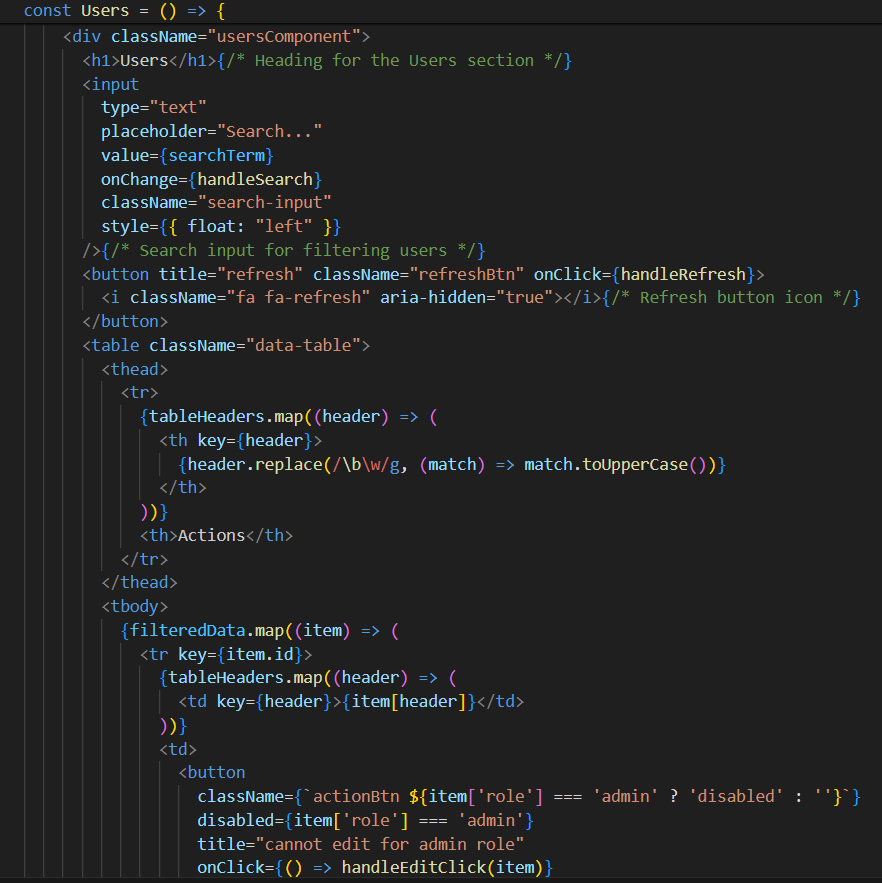 const Users = () => {
<div className="usersComponent">
<h1>Users</h1>{/* Heading for the Users section */}
<input
type="text"
placeholder="Search..."
value={searchTerm}
onChange={handleSearch}
className="search-input"
style={{ float: "left" }}
/>{/* Search input for filtering users */}
<button title="refresh" className="refreshBtn" onClick={handleRefresh}>
<i className="fa fa-refresh" aria-hidden="true"></i>{/* Refresh button icon */}
</button>
<table className="data-table">
<thead>
<tr>
{tableHeaders.map((header) => (
<th key={header}>
{header.replace(/\b\w/g, (match) => match.toUpperCase())}
</th>
))}
<th>Actions</th>
</tr>
</thead>
<tbody>
{filteredData.map((item) => (
<tr key={item.id}>
{tableHeaders.map((header) => (
<td key={header}>{item[header]}</td>
))}
<td>
<button
className={`actionBtn ${item['role'] === 'admin' ? 'disabled' : ''}`}
disabled={item['role'] === 'admin'}
title="cannot edit for admin role"
onClick={() => handleEditClick(item)}